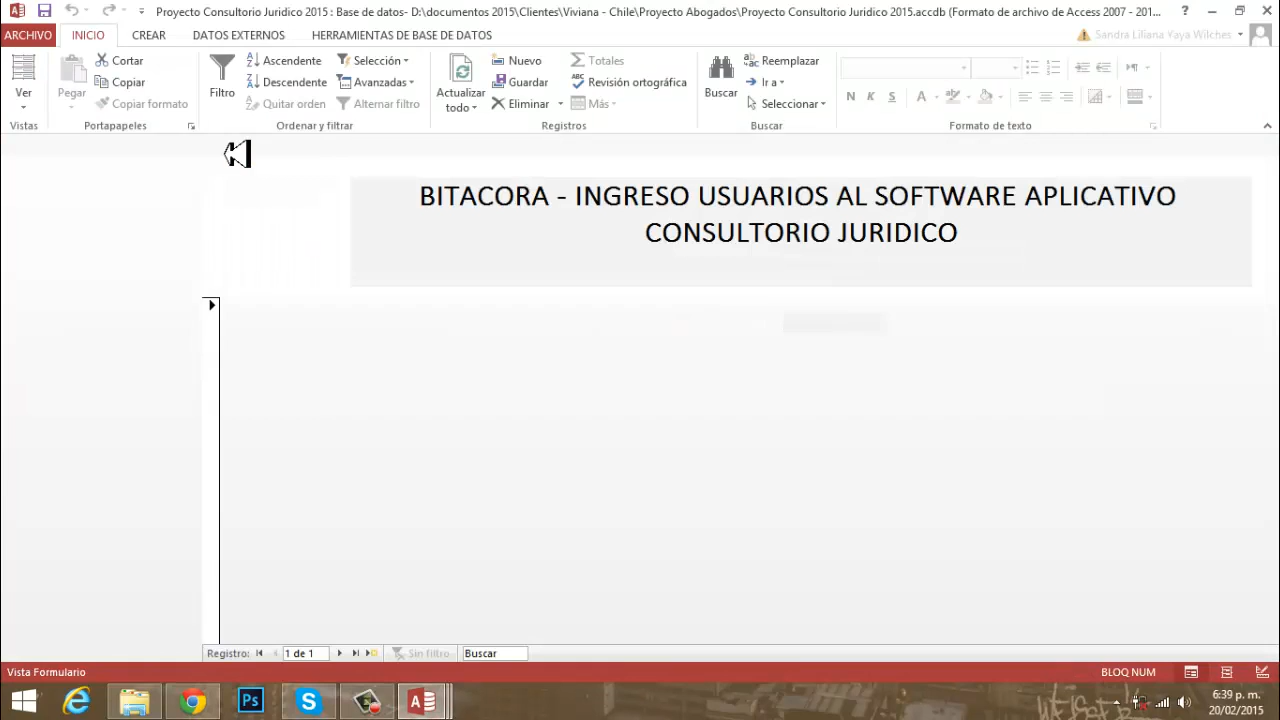 Proyecto Consultorio Juridico 2015 : Base de datos- D:\documentos 2015\Clientes\Viviana - Chile\Proyecto Abogados\Proyecto Consultorio Juridico 2015.accdb (Formato de archivo de Access 2007 - 201... ?
ARCHIVO INICIO CREAR DATOS EXTERNOS HERRAMIENTAS DE BASE DE DATOS Sandra Liliana Yaya Wilches
Ver
Vistas
Pegar
Cortar
Copiar
Copiar formato
Portapapeles
Filtro
Ascendente
Descendente
Quitar orden
Selección
Avanzadas
Alternar filtro
Ordenar y filtrar
Actualizar
todo
Nuevo
Guardar
Eliminar
Totales
Revisión ortográfica
Más
Registros
Buscar
Reemplazar
Ir a
Seleccionar
Buscar
N K S A
Formato de texto
BITACORA - INGRESO USUARIOS AL SOFTWARE APLICATIVO
CONSULTORIO JURIDICO
Registro: 1 de 1 Sin filtro Buscar
Vista Formulario BLOQ NUM
Ps
6:39 p. m.
20/02/2015